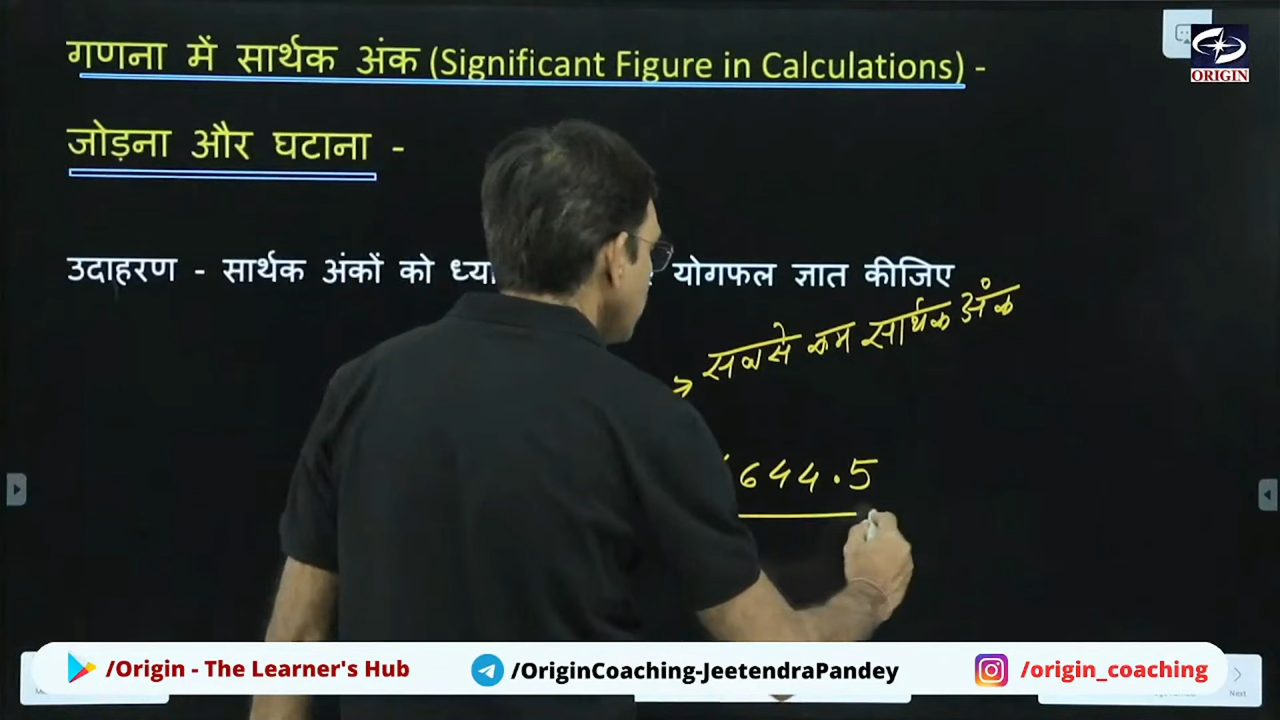 गणना में सार्थक अंक (Significant Figure in Calculations) -
ORIGIN
जोड़ना और घटाना -
उदाहरण - सार्थक अंकों को योगफल ज्ञात कीजिए
सबसे कम सार्थक अंक
644.5
/Origin - The Learner's Hub
/OriginCoaching-JeetendraPandey
/origin_coaching
Next